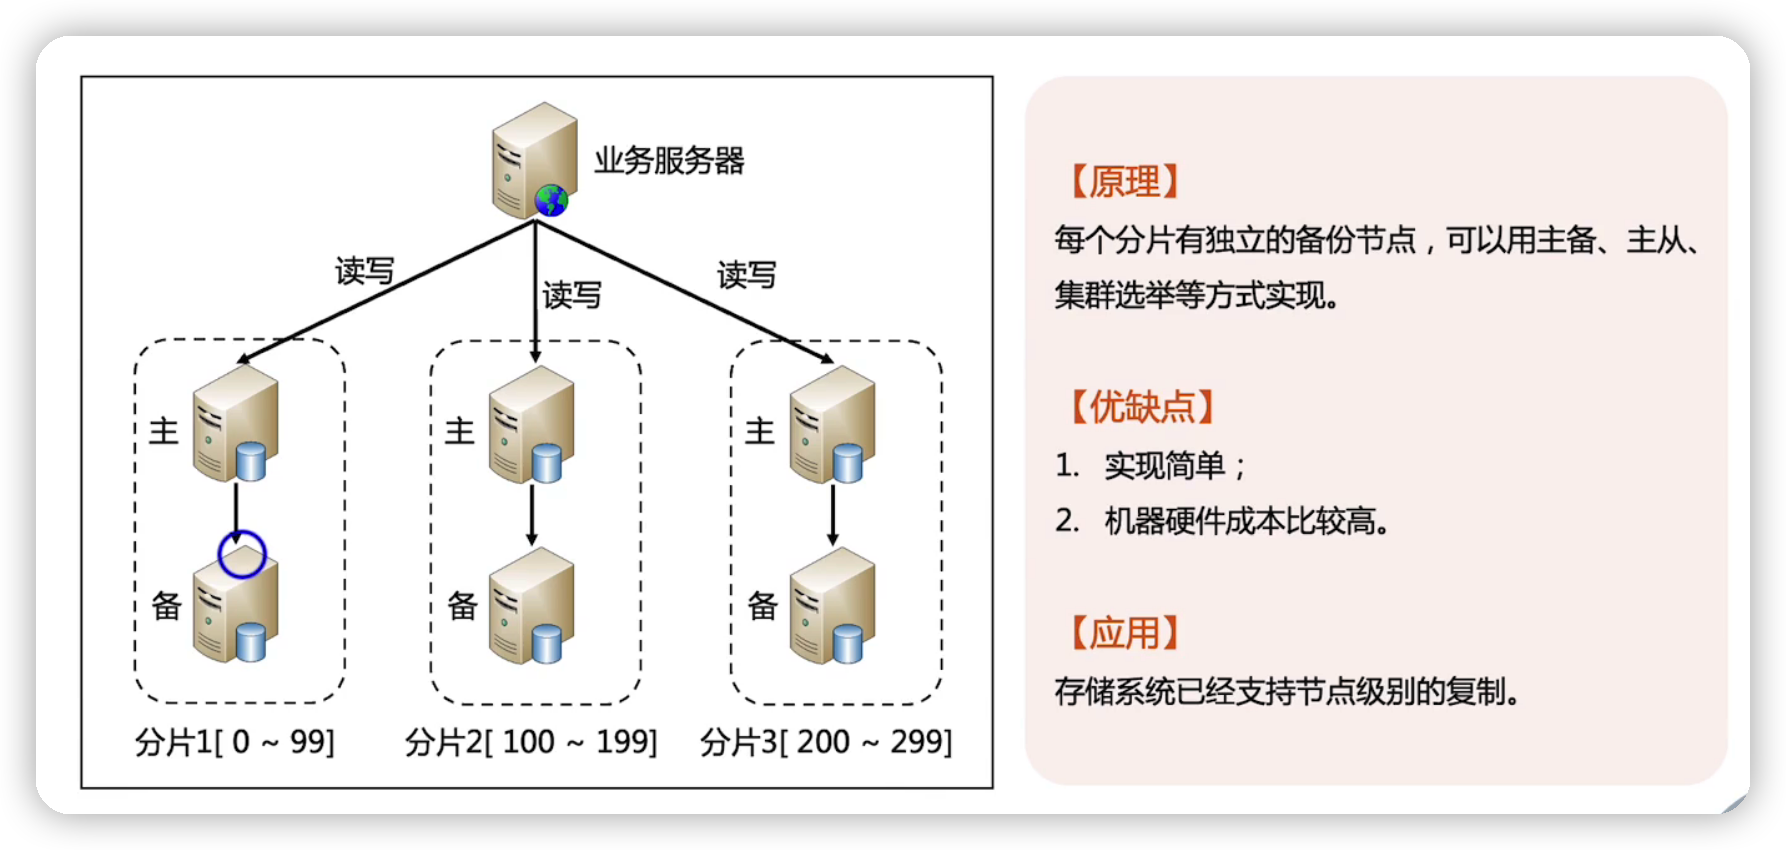 业务服务器
读写
读写
读写
主
主
主
备
备
备
分片1[ 0 ~ 99]
分片2[ 100 ~ 199]
分片3[ 200 ~ 299]
【原理】
每个分片有独立的备份节点，可以用主备、主从、
集群选举等方式实现。
【优缺点】
1. 实现简单；
2. 机器硬件成本比较高。
【应用】
存储系统已经支持节点级别的复制。